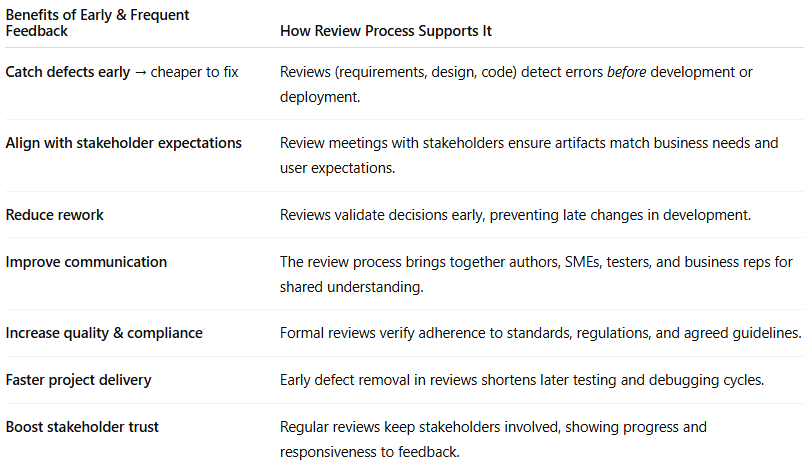 Benefits of Early & Frequent
Feedback
How Review Process Supports It
Catch defects early → cheaper to fix
Reviews (requirements, design, code) detect errors before development or
deployment.
Align with stakeholder expectations
Review meetings with stakeholders ensure artifacts match business needs and
user expectations.
Reduce rework
Reviews validate decisions early, preventing late changes in development.
Improve communication
The review process brings together authors, SMEs, testers, and business reps for
shared understanding.
Increase quality & compliance
Formal reviews verify adherence to standards, regulations, and agreed guidelines.
Faster project delivery
Early defect removal in reviews shortens later testing and debugging cycles.
Boost stakeholder trust
Regular reviews keep stakeholders involved, showing progress and
responsiveness to feedback.